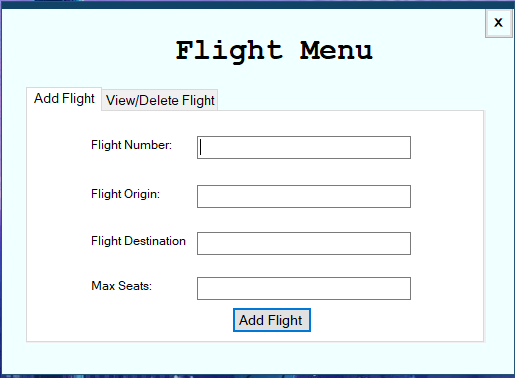 x
Flight Menu
Add Flight View/Delete Flight
Flight Number:
Flight Origin:
Flight Destination
Max Seats:
Add Flight